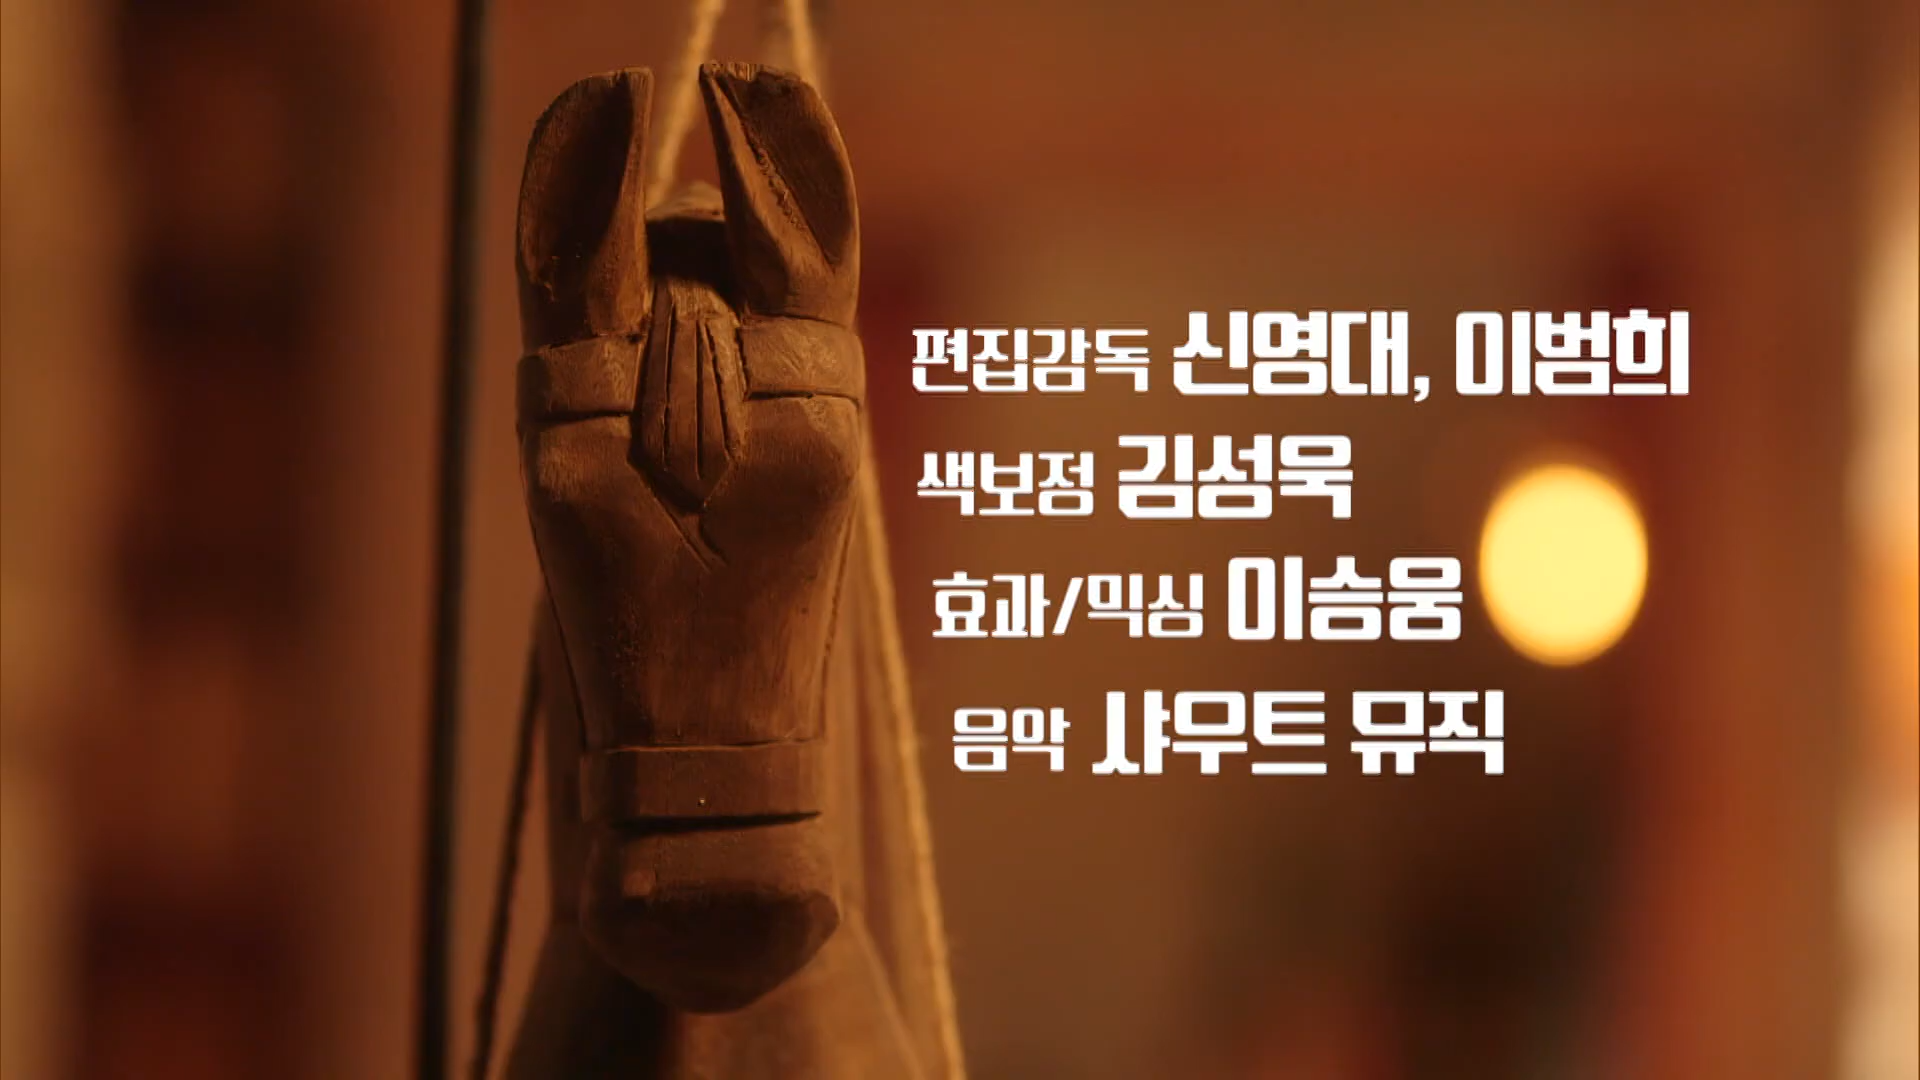 편집감독 신영대, 이범희
색보정 김성욱
효과/믹싱 이승웅
음악 샤우트 뮤직